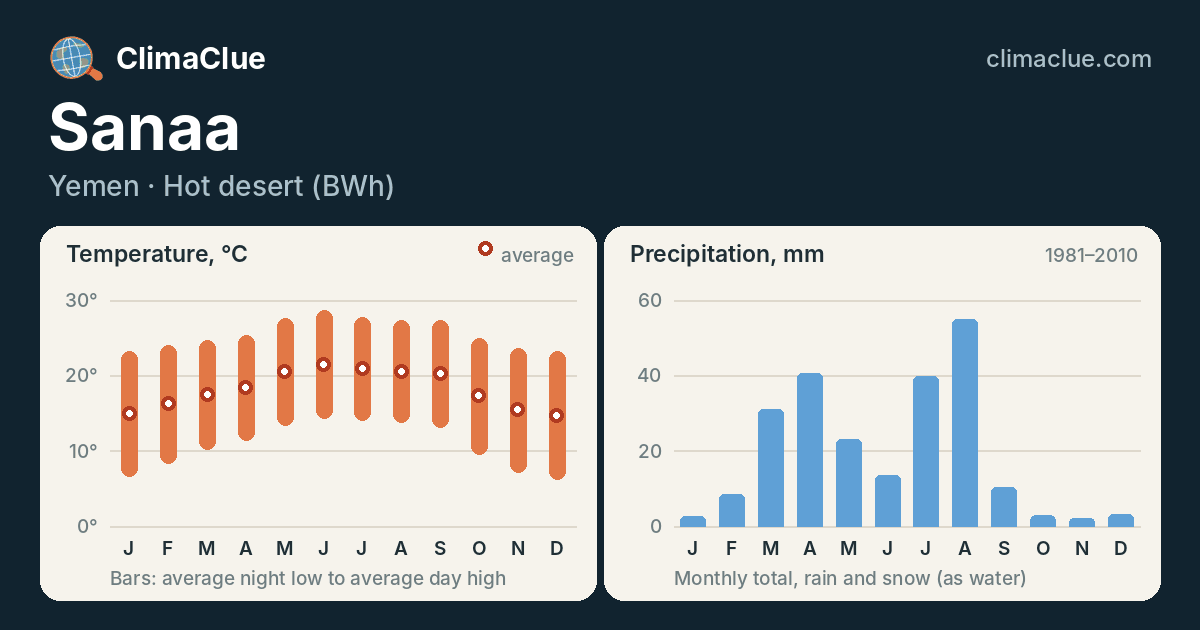 ClimaClue
climaclue.com
Sanaa
Yemen · Hot desert (BWh)
Temperature, °C
average
30°
20°
10°
0°
J F M A M J J A S O N D
Bars: average night low to average day high
Precipitation, mm
1981–2010
60
40
20
0
J F M A M J J A S O N D
Monthly total, rain and snow (as water)